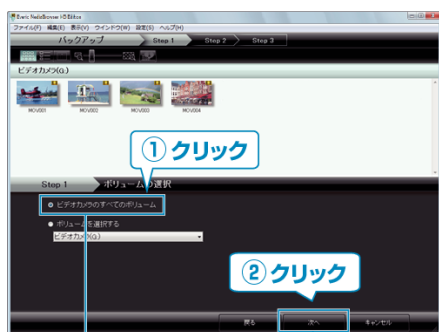 Everio MediaBrowser HD Edition
ファイル(F) 編集(E) 表示(V) ウインドウ(W) 設定(S) ヘルプ(H)
バックアップ Step 1 Step 2 Step 3
ビデオカメラ(G:)
MOV001 MOV002 MOV003 MOV004
① クリック
Step 1 ボリュームの選択
ビデオカメラのすべてのボリューム
ボリュームを選択する
ビデオカメラ(G:)
② クリック
戻る 次へ キャンセル